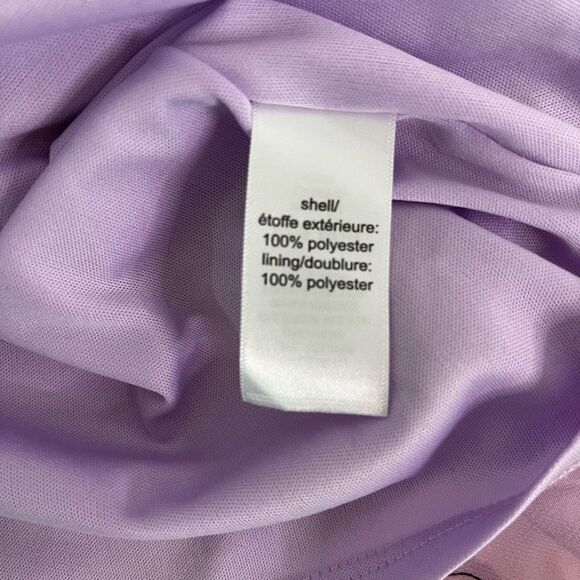 shell/
étoffe extérieure:
100% polyester
lining/doublure:
100% polyester